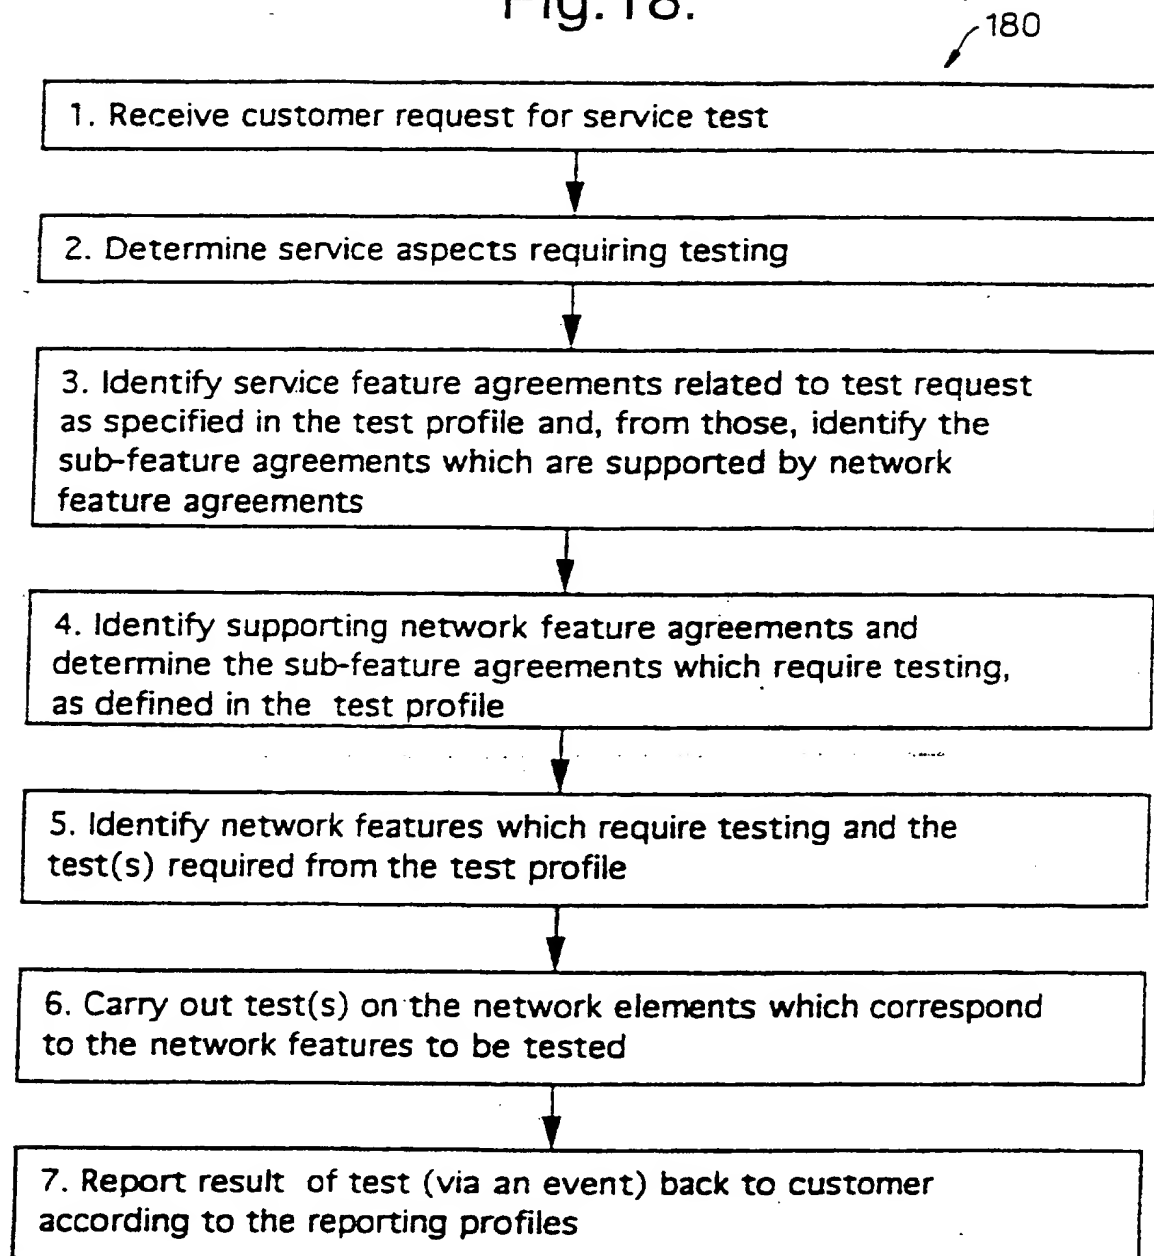 Fig.18.
180
1. Receive customer request for service test
2. Determine service aspects requiring testing
3. Identify service feature agreements related to test request
as specified in the test profile and, from those, identify the
sub-feature agreements which are supported by network
feature agreements
4. Identify supporting network feature agreements and
determine the sub-feature agreements which require testing,
as defined in the test profile
5. Identify network features which require testing and the
test(s) required from the test profile
6. Carry out test(s) on the network elements which correspond
to the network features to be tested
7. Report result of test (via an event) back to customer
according to the reporting profiles